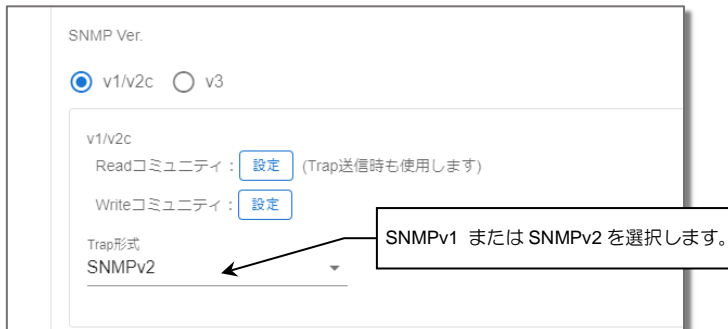 SNMP Ver.
v1/v2c v3
v1/v2c
Readコミュニティ： 設定 (Trap送信時も使用します)
Writeコミュニティ： 設定
SNMPv1 または SNMPv2 を選択します。
Trap形式
SNMPv2